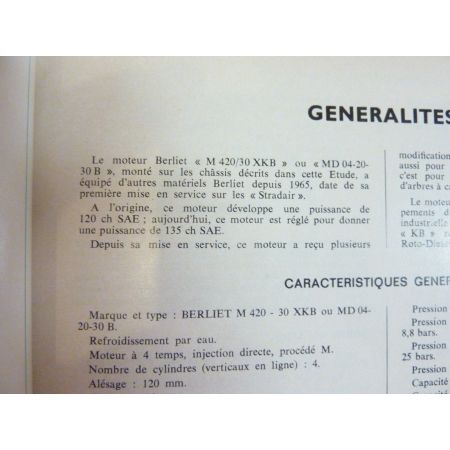 GENERALITES
Le moteur Berliet « M 420/30 XKB » ou « MD 04-20-
30 B », monté sur les châssis décrits dans cette Etude, a
équipé d'autres matériels Berliet depuis 1965, date de sa
première mise en service sur les « Stradair ».
A l'origine, ce moteur développe une puissance de
120 ch SAE ; aujourd'hui, ce moteur est réglé pour donner
une puissance de 135 ch SAE.
Depuis sa mise en service, ce moteur a reçu plusieurs
modification
aussi pour
c'est pour
d'arbres à ca
Le moteu
pements d
industrielle
« KB » r
Roto-Diesel
CARACTERISTIQUES GENER
Marque et type : BERLIET M 420 - 30 XKB ou MD 04-
20-30 B.
Refroidissement par eau.
Moteur à 4 temps, injection directe, procédé M.
Nombre de cylindres (verticaux en ligne) : 4.
Alésage : 120 mm.
Pression
Pression
8,8 bars.
Pression
25 bars.
Pression
Capacité